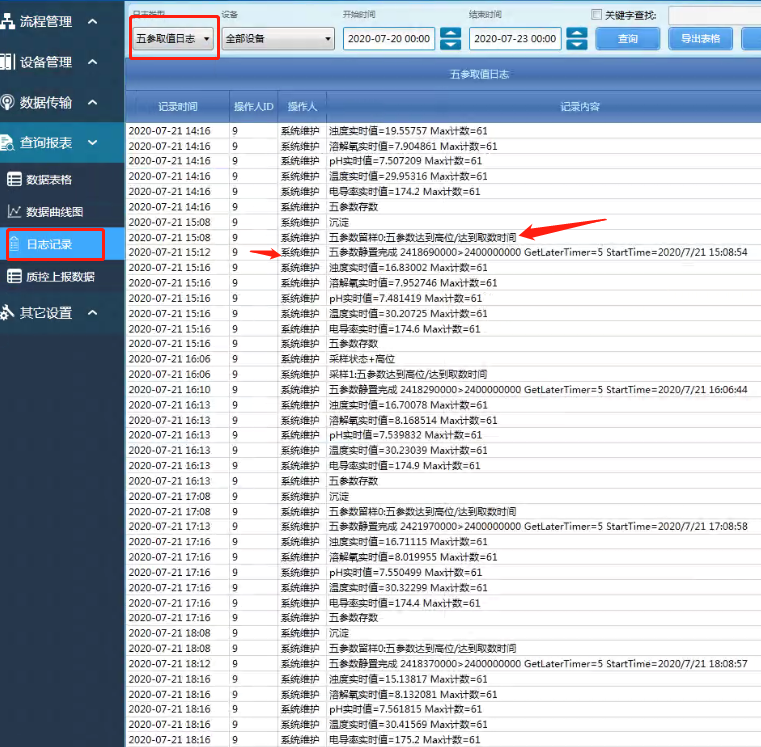 流程管理
设备管理
数据传输
查询报表
数据表格
数据曲线图
日志记录
质控上报数据
其它设置
日志类型 设备 开始时间 结束时间 关键字查找:
五参取值日志 全部设备 2020-07-20 00:00 2020-07-23 00:00 查询 导出表格
五参取值日志
记录时间 操作人ID 操作人 记录内容
2020-07-21 14:16 9 系统维护 浊度实时值=19.55757 Max计数=61
2020-07-21 14:16 9 系统维护 溶解氧实时值=7.904861 Max计数=61
2020-07-21 14:16 9 系统维护 pH实时值=7.507209 Max计数=61
2020-07-21 14:16 9 系统维护 温度实时值=29.95316 Max计数=61
2020-07-21 14:16 9 系统维护 电导率实时值=174.2 Max计数=61
2020-07-21 14:16 9 系统维护 五参数存数
2020-07-21 15:08 9 系统维护 沉淀
2020-07-21 15:08 9 系统维护 五参数留样0:五参数达到高位/达到取数时间
2020-07-21 15:12 9 系统维护 五参数静置完成 2418690000>2400000000 GetLaterTimer=5 StartTime=2020/7/21 15:08:54
2020-07-21 15:16 9 系统维护 浊度实时值=16.83002 Max计数=61
2020-07-21 15:16 9 系统维护 溶解氧实时值=7.952746 Max计数=61
2020-07-21 15:16 9 系统维护 pH实时值=7.481419 Max计数=61
2020-07-21 15:16 9 系统维护 温度实时值=30.20725 Max计数=61
2020-07-21 15:16 9 系统维护 电导率实时值=174.6 Max计数=61
2020-07-21 15:16 9 系统维护 五参数存数
2020-07-21 16:06 9 系统维护 采样状态+高位
2020-07-21 16:06 9 系统维护 采样1:五参数达到高位/达到取数时间
2020-07-21 16:10 9 系统维护 五参数静置完成 2418290000>2400000000 GetLaterTimer=5 StartTime=2020/7/21 16:06:44
2020-07-21 16:13 9 系统维护 浊度实时值=16.70078 Max计数=61
2020-07-21 16:13 9 系统维护 溶解氧实时值=8.168514 Max计数=61
2020-07-21 16:13 9 系统维护 pH实时值=7.539832 Max计数=61
2020-07-21 16:13 9 系统维护 温度实时值=30.23039 Max计数=61
2020-07-21 16:13 9 系统维护 电导率实时值=174.9 Max计数=61
2020-07-21 16:13 9 系统维护 五参数存数
2020-07-21 17:08 9 系统维护 沉淀
2020-07-21 17:08 9 系统维护 五参数留样0:五参数达到高位/达到取数时间
2020-07-21 17:13 9 系统维护 五参数静置完成 2421970000>2400000000 GetLaterTimer=5 StartTime=2020/7/21 17:08:58
2020-07-21 17:16 9 系统维护 浊度实时值=16.71115 Max计数=61
2020-07-21 17:16 9 系统维护 溶解氧实时值=8.019955 Max计数=61
2020-07-21 17:16 9 系统维护 pH实时值=7.550499 Max计数=61
2020-07-21 17:16 9 系统维护 温度实时值=30.32299 Max计数=61
2020-07-21 17:16 9 系统维护 电导率实时值=174.4 Max计数=61
2020-07-21 17:16 9 系统维护 五参数存数
2020-07-21 18:08 9 系统维护 沉淀
2020-07-21 18:08 9 系统维护 五参数留样0:五参数达到高位/达到取数时间
2020-07-21 18:12 9 系统维护 五参数静置完成 2418370000>2400000000 GetLaterTimer=5 StartTime=2020/7/21 18:08:57
2020-07-21 18:16 9 系统维护 浊度实时值=15.13817 Max计数=61
2020-07-21 18:16 9 系统维护 溶解氧实时值=8.132081 Max计数=61
2020-07-21 18:16 9 系统维护 pH实时值=7.561815 Max计数=61
2020-07-21 18:16 9 系统维护 温度实时值=30.41569 Max计数=61
2020-07-21 18:16 9 系统维护 电导率实时值=175.2 Max计数=61